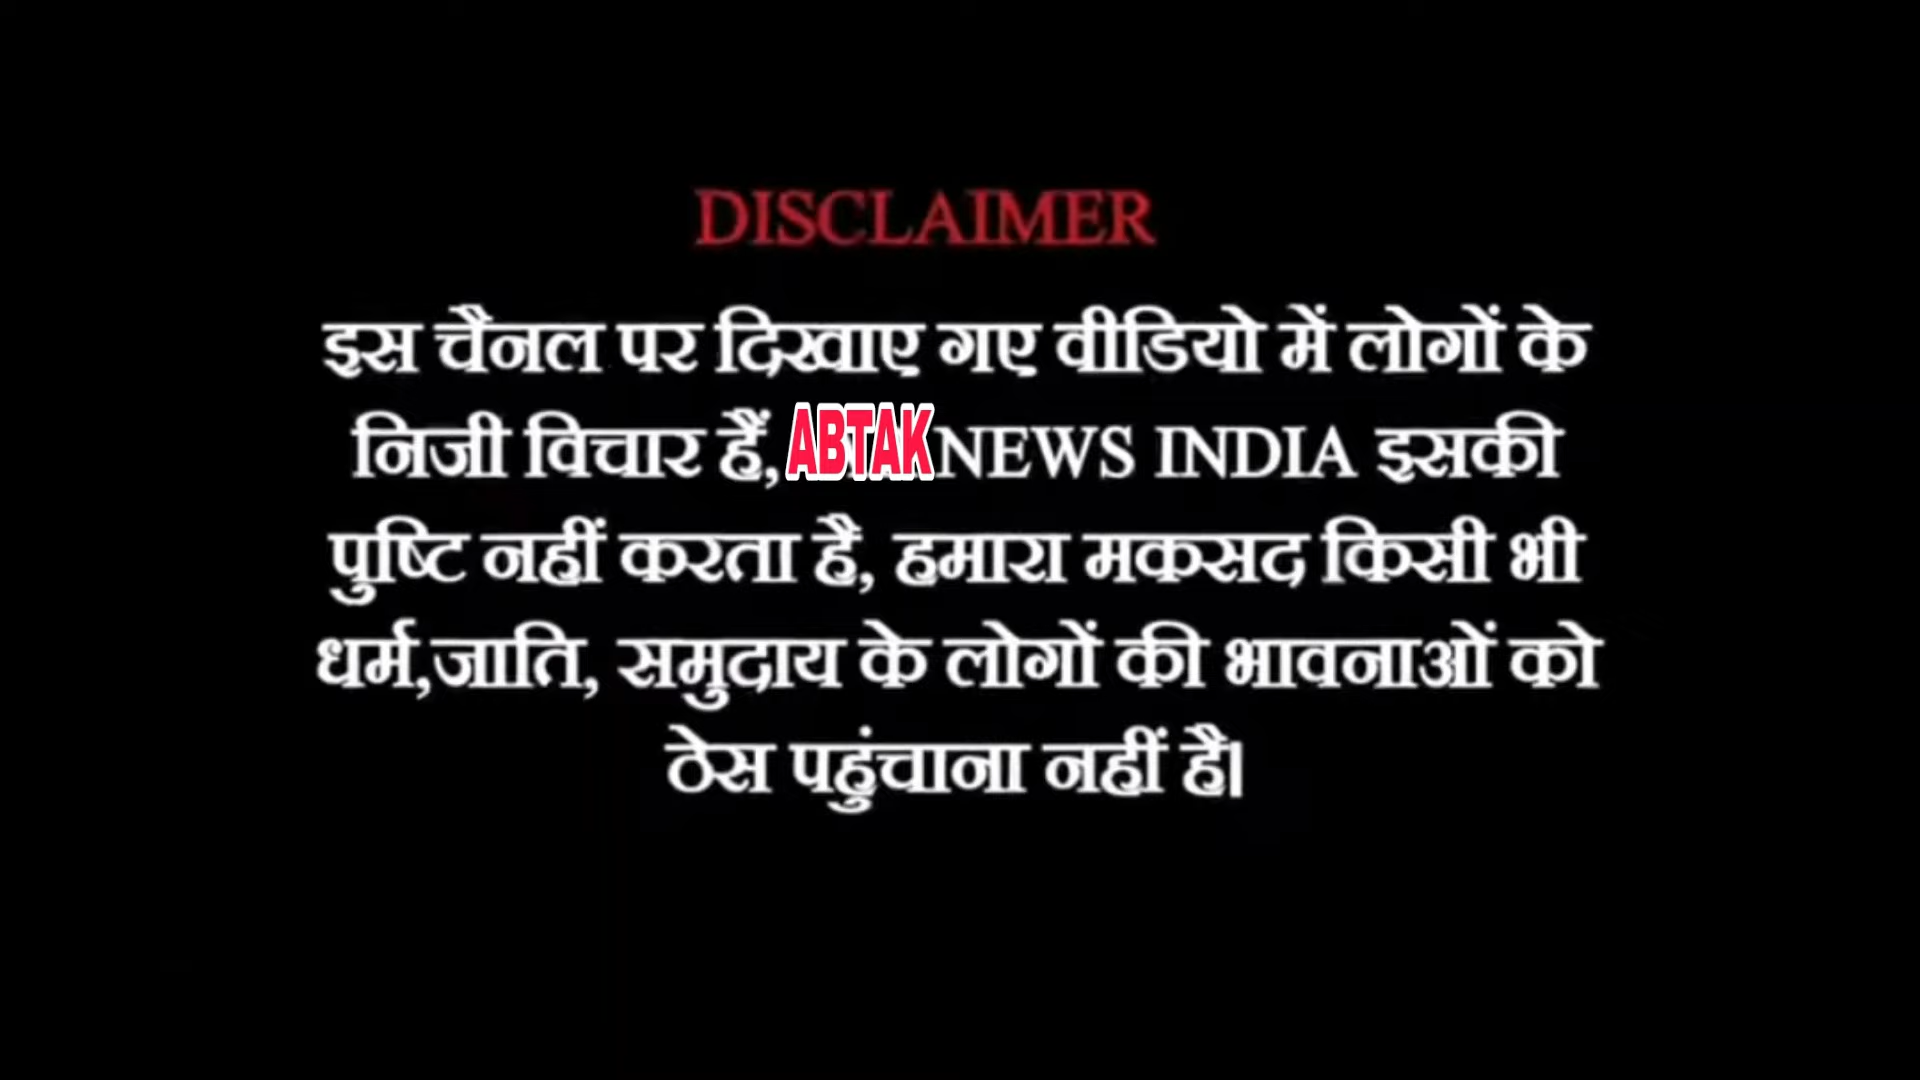 DISCLAIMER
इस चैनल पर दिखाए गए वीडियो में लोगों के
निजी विचार हैं, ABTAK NEWS INDIA इसकी
पुष्टि नहीं करता है, हमारा मकसद किसी भी
धर्म,जाति, समुदाय के लोगों की भावनाओं को
ठेस पहुंचाना नहीं है।